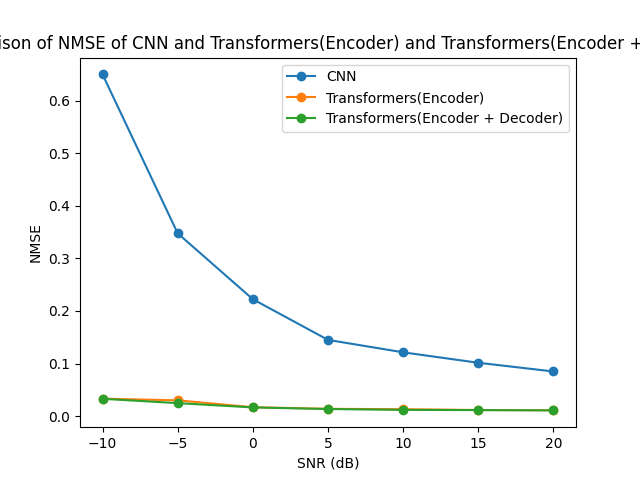 ison of NMSE of CNN and Transformers(Encoder) and Transformers(Encoder +
CNN
Transformers(Encoder)
Transformers(Encoder + Decoder)
NMSE
0.6
0.5
0.4
0.3
0.2
0.1
0.0
−10 −5 0 5 10 15 20
SNR (dB)